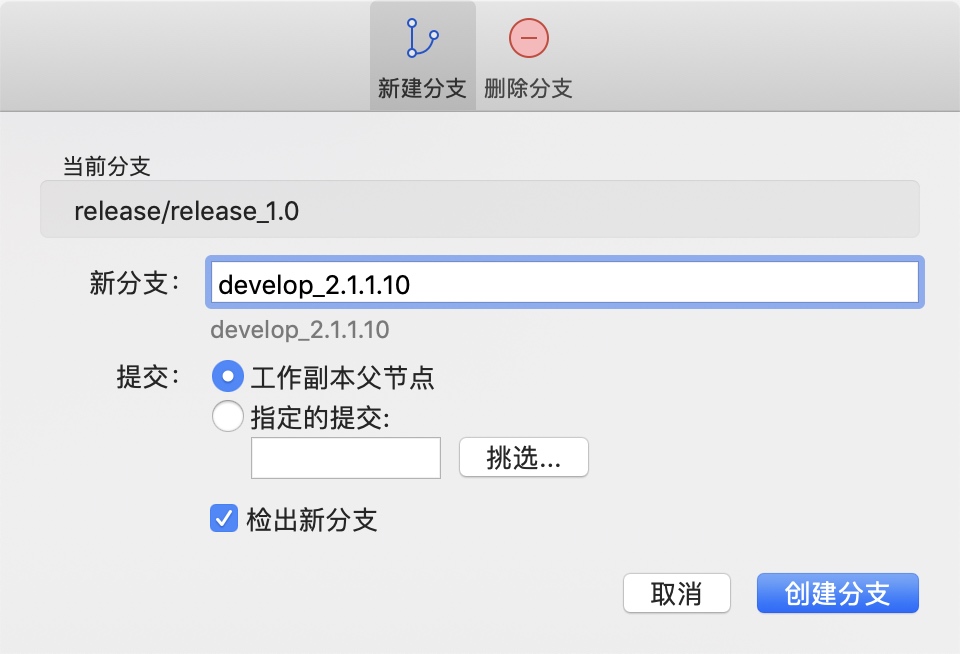 新建分支 删除分支
当前分支
release/release_1.0
新分支: develop_2.1.1.10
develop_2.1.1.10
提交: 工作副本父节点
指定的提交:
挑选...
检出新分支
取消 创建分支